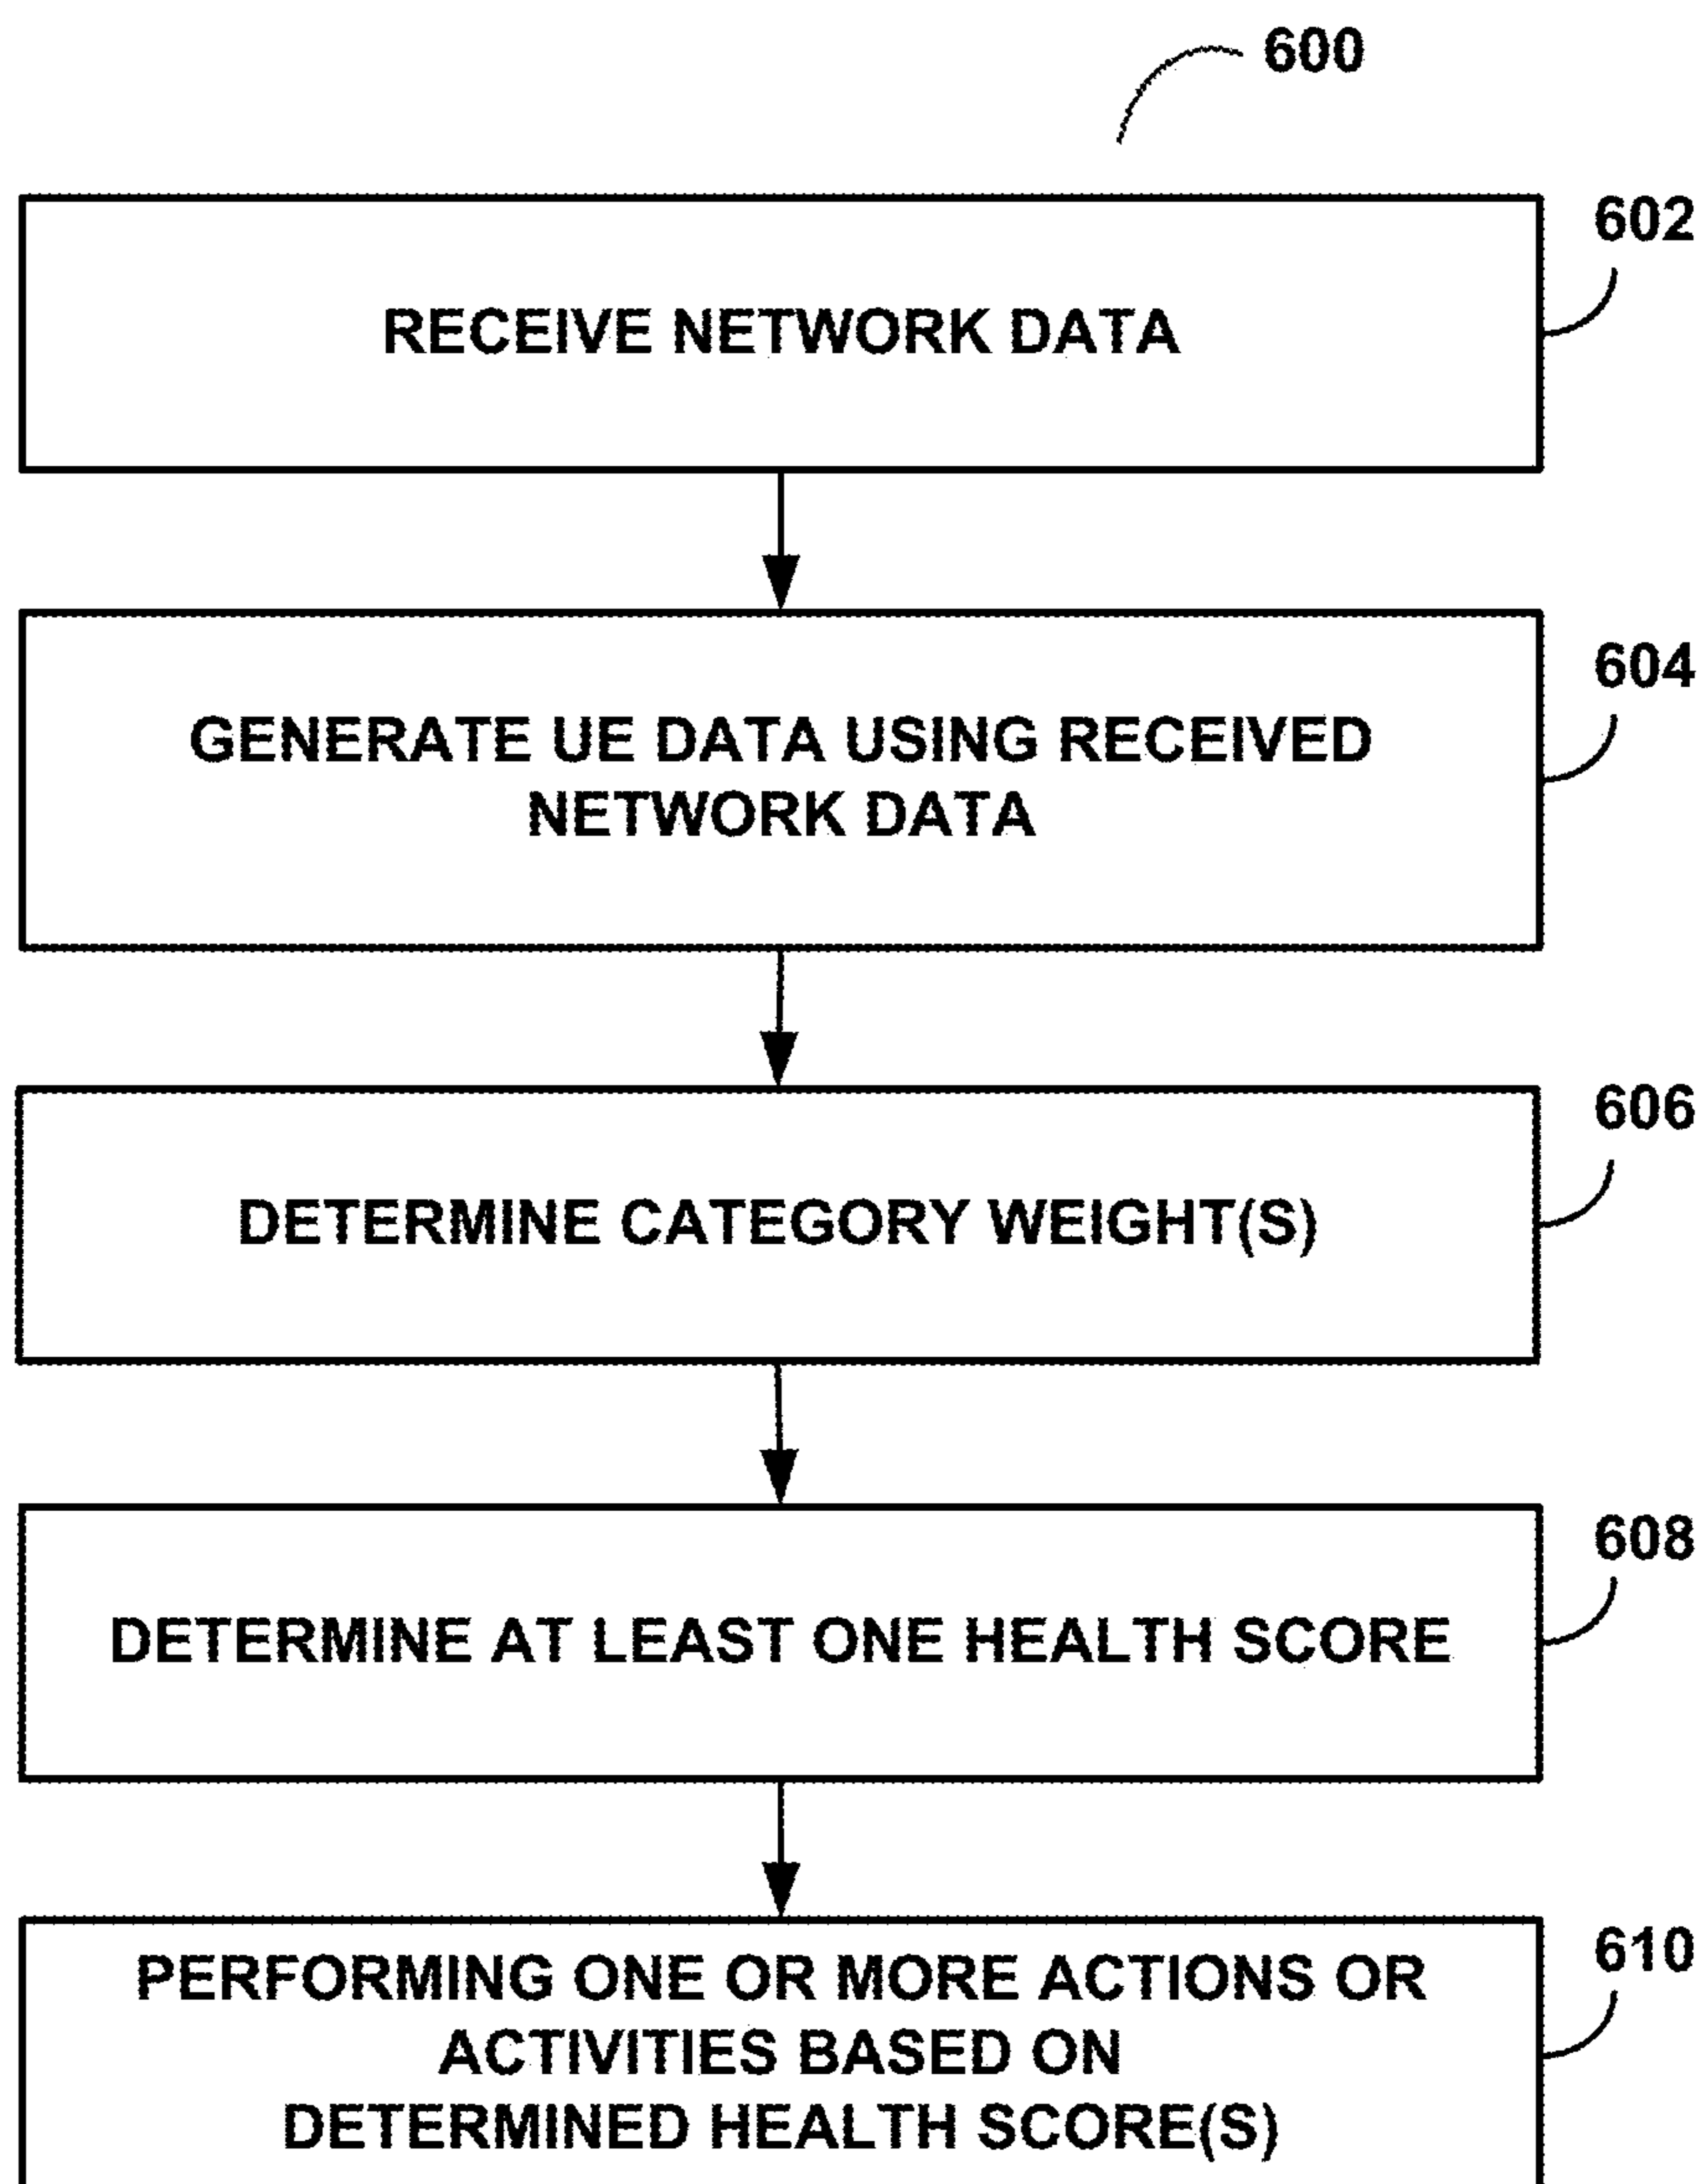 600
602
RECEIVE NETWORK DATA
604
GENERATE UE DATA USING RECEIVED
NETWORK DATA
606
DETERMINE CATEGORY WEIGHT(S)
608
DETERMINE AT LEAST ONE HEALTH SCORE
610
PERFORMING ONE OR MORE ACTIONS OR
ACTIVITIES BASED ON
DETERMINED HEALTH SCORE(S)